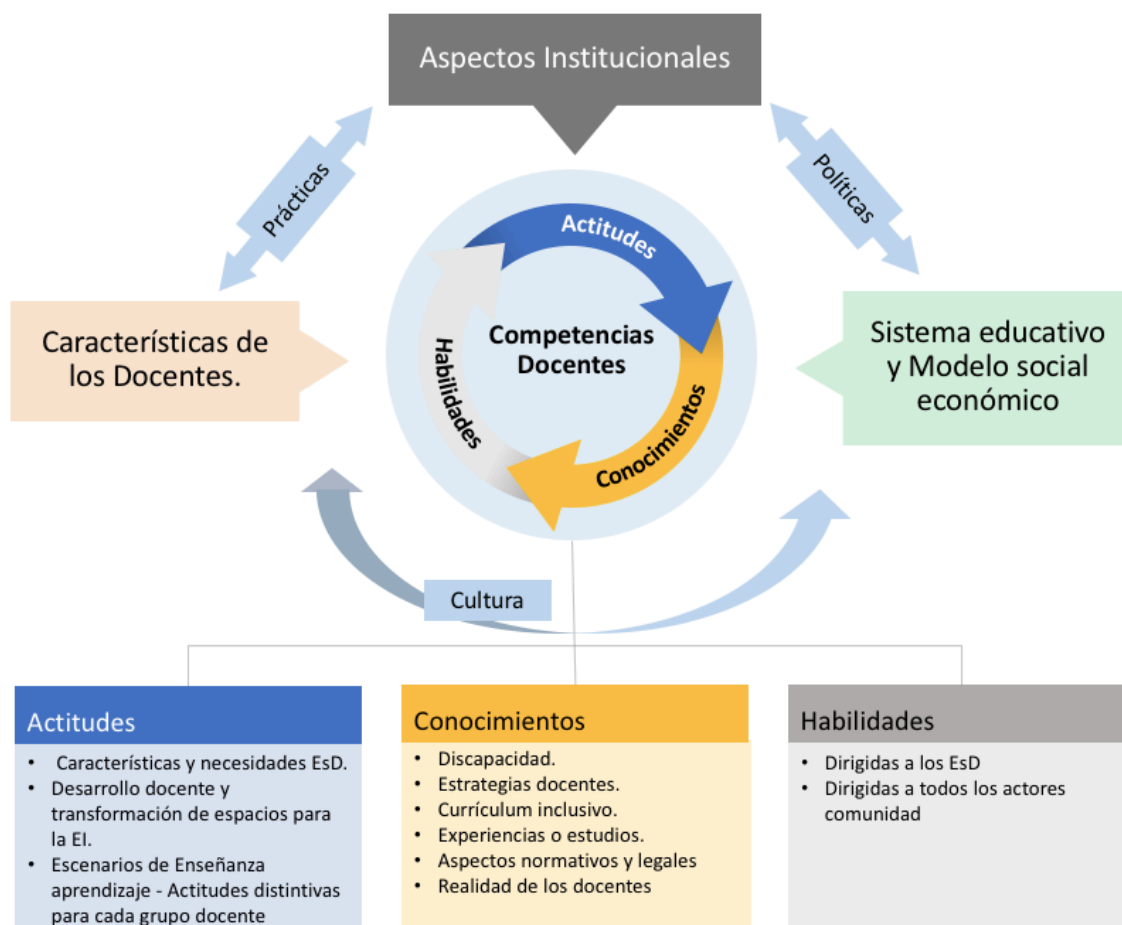 Aspectos Institucionales
Prácticas
Políticas
Actitudes
Características de
los Docentes.
Competencias
Docentes
Sistema educativo
y Modelo social
económico
Habilidades
Conocimientos
Cultura
Actitudes
• Características y necesidades EsD.
• Desarrollo docente y
transformación de espacios para
la EI.
• Escenarios de Enseñanza
aprendizaje - Actitudes distintivas
para cada grupo docente
Conocimientos
• Discapacidad.
• Estrategias docentes.
• Currículum inclusivo.
• Experiencias o estudios.
• Aspectos normativos y legales
• Realidad de los docentes
Habilidades
• Dirigidas a los EsD
• Dirigidas a todos los actores
comunidad